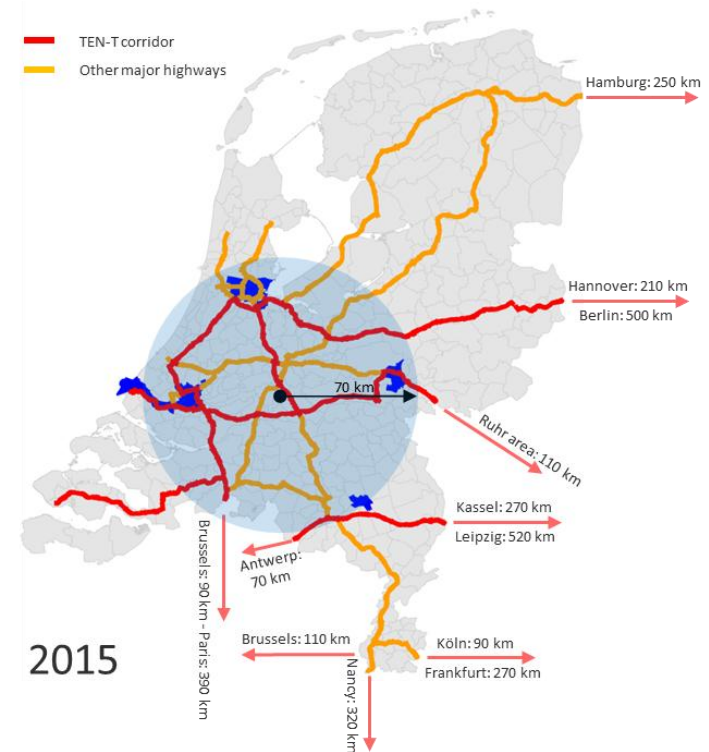 TEN-T corridor
Other major highways
Hamburg: 250 km
Hannover: 210 km
Berlin: 500 km
70 km
Ruhr area: 110 km
Kassel: 270 km
Leipzig: 520 km
Antwerp:
70 km
Brussels: 90 km - Paris: 390 km
Brussels: 110 km
Köln: 90 km
Frankfurt: 270 km
Nancy: 320 km
2015